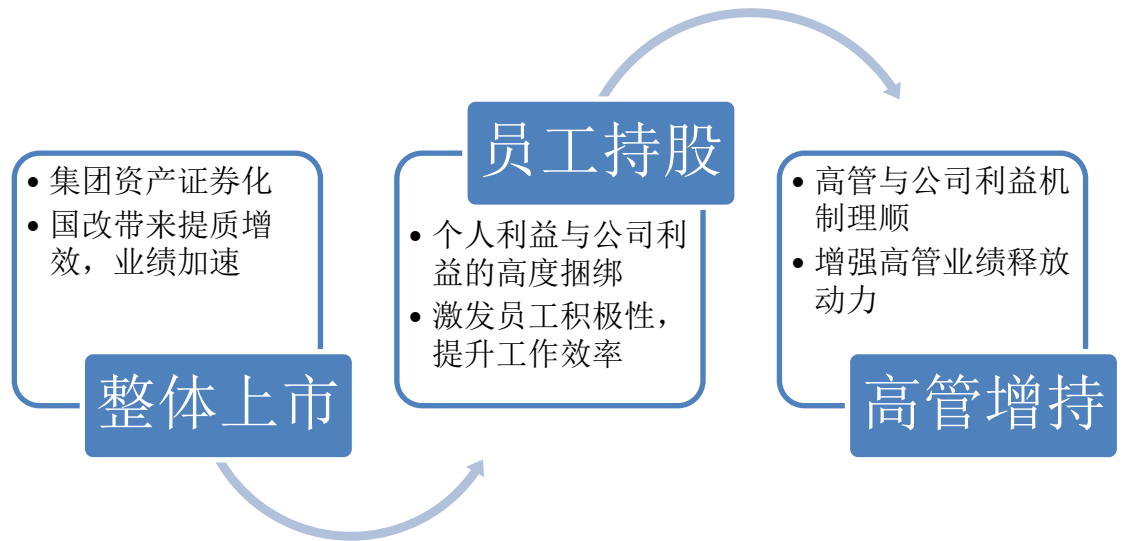 • 集团资产证券化
• 国改带来提质增
效，业绩加速
整体上市
员工持股
• 个人利益与公司利
益的高度捆绑
• 激发员工积极性，
提升工作效率
• 高管与公司利益机
制理顺
• 增强高管业绩释放
动力
高管增持